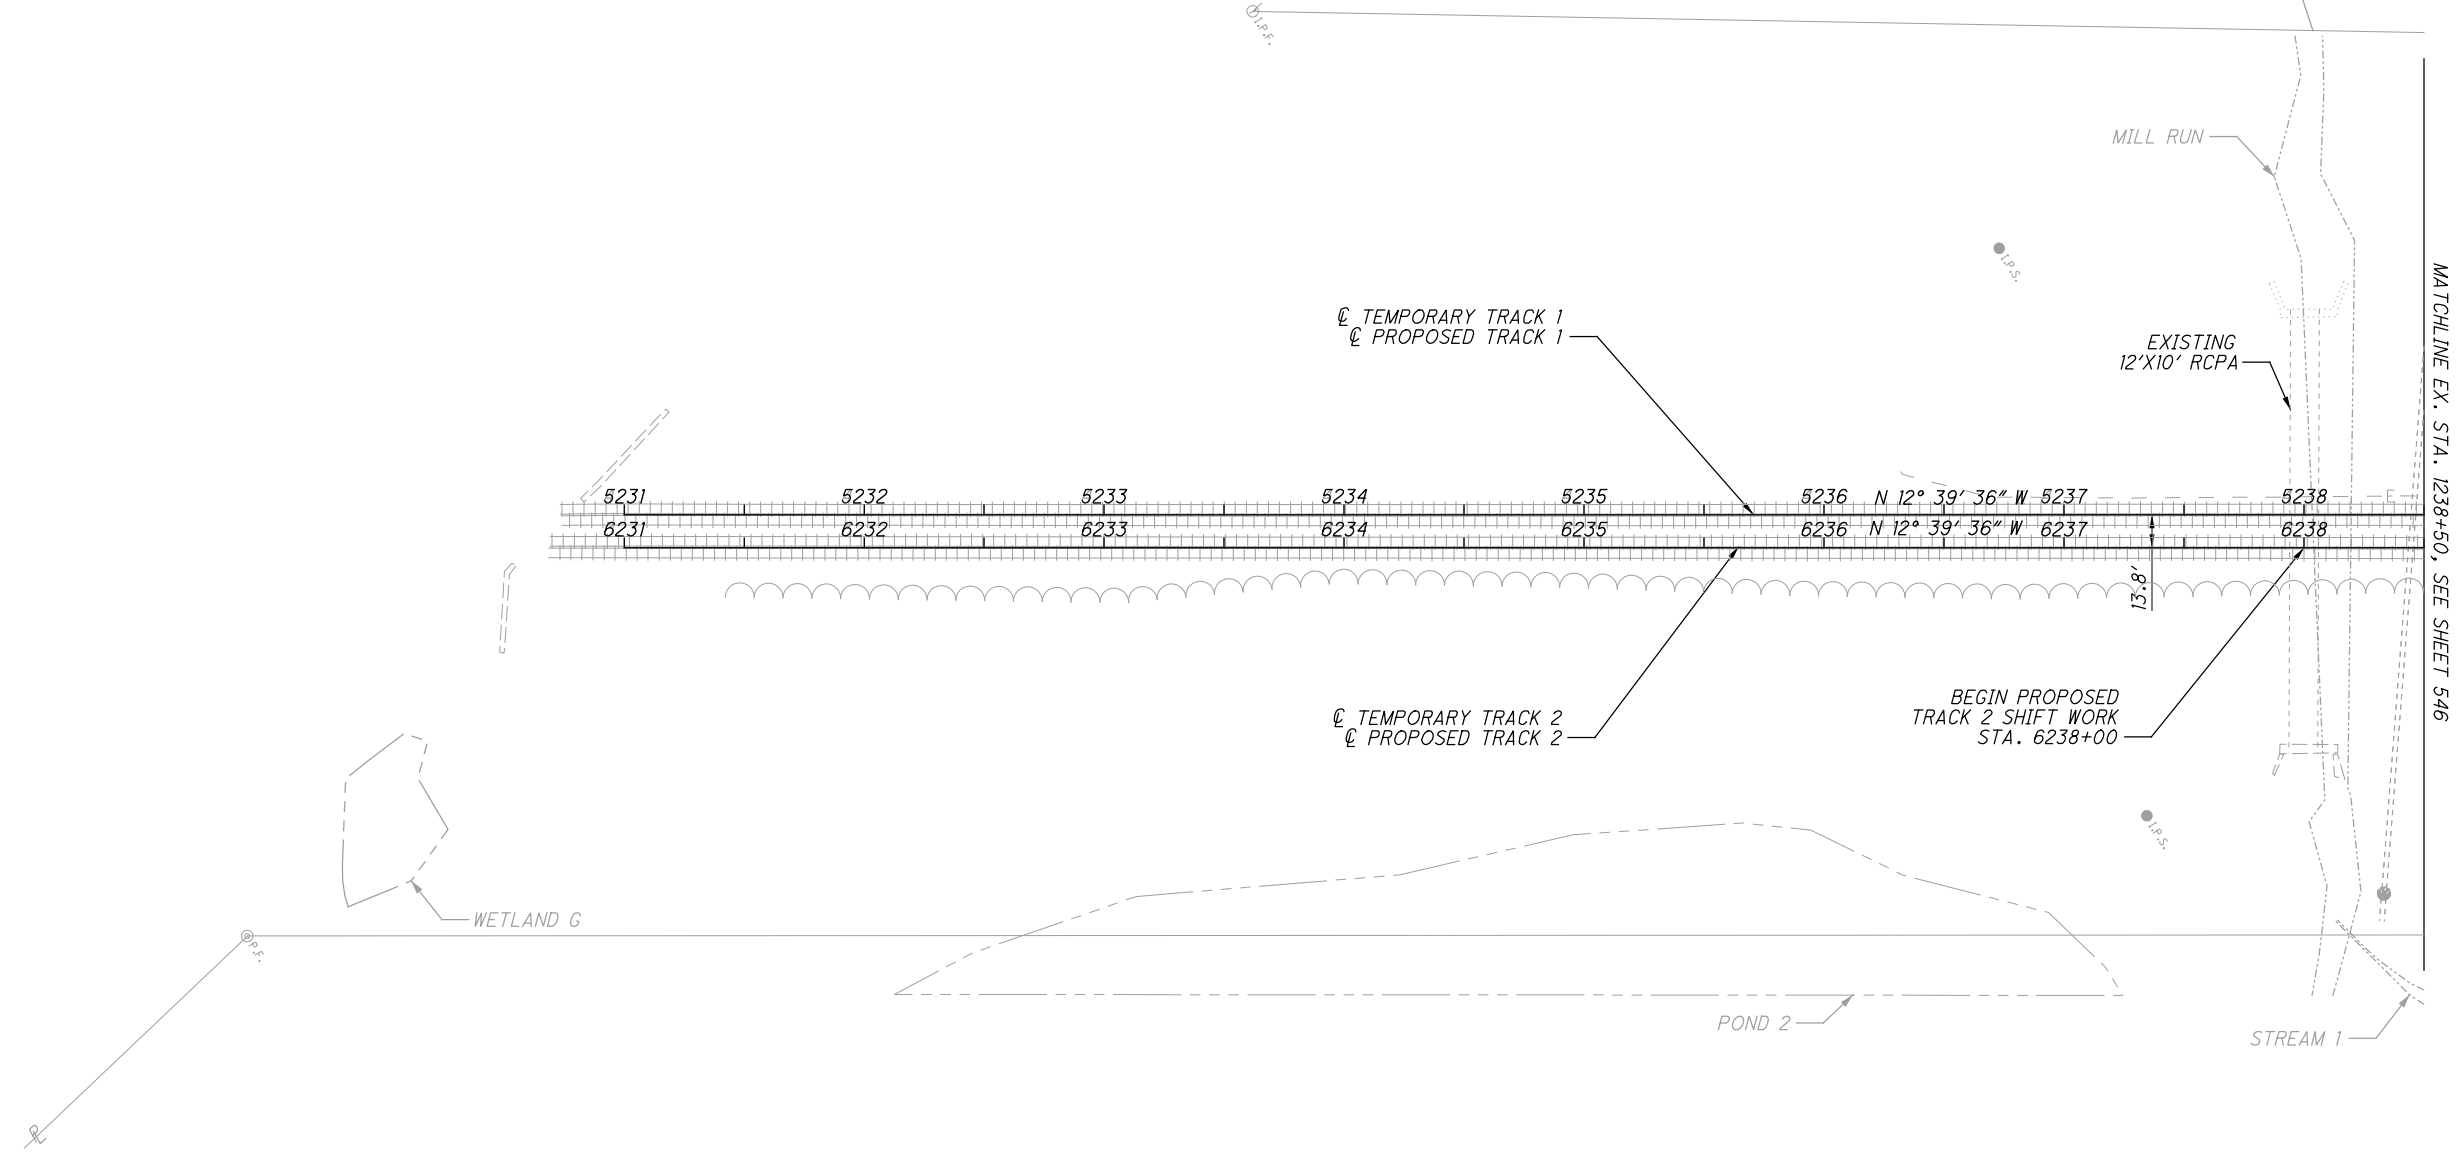 I.P.F.
MILL RUN
I.P.S.
℄ TEMPORARY TRACK 1
℄ PROPOSED TRACK 1
EXISTING
12'X10' RCPA
MATCHLINE EX. STA. 1238+50, SEE SHEET 546
5231 5232 5233 5234 5235 5236 N 12° 39' 36" W 5237 5238 E
6231 6232 6233 6234 6235 6236 N 12° 39' 36" W 6237 6238
13.8'
BEGIN PROPOSED
TRACK 2 SHIFT WORK
STA. 6238+00
℄ TEMPORARY TRACK 2
℄ PROPOSED TRACK 2
I.P.S.
WETLAND G
P.F.
POND 2
STREAM 1
PL